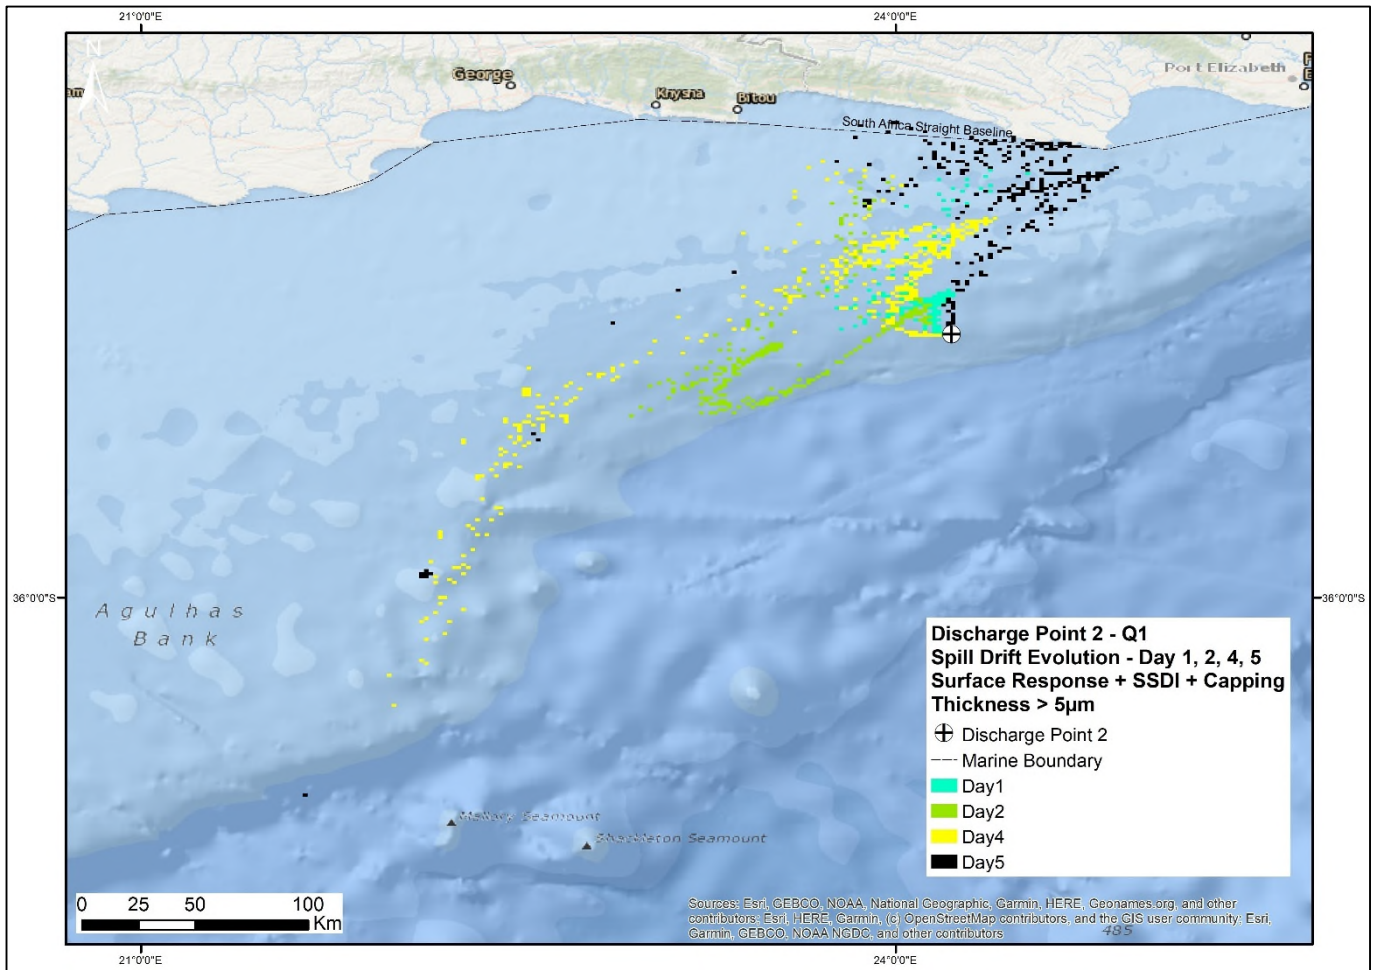 21°0'0"E 24°0'0"E
N
George
Knysna
Bitou
Port Elizabeth
South Africa Straight Baseline
36°0'0"S 36°0'0"S
Agulhas
Bank
Discharge Point 2 - Q1
Spill Drift Evolution - Day 1, 2, 4, 5
Surface Response + SSDI + Capping
Thickness > 5µm
Discharge Point 2
Marine Boundary
Day1
Day2
Day4
Day5
Mallory Seamount
Shackleton Seamount
0 25 50 100
Km
Sources: Esri, GEBCO, NOAA, National Geographic, Garmin, HERE, Geonames.org, and other
contributors; Esri, HERE, Garmin, (c) OpenStreetMap contributors, and the GIS user community; Esri,
Garmin, GEBCO, NOAA NGDC, and other contributors
48S
21°0'0"E 24°0'0"E